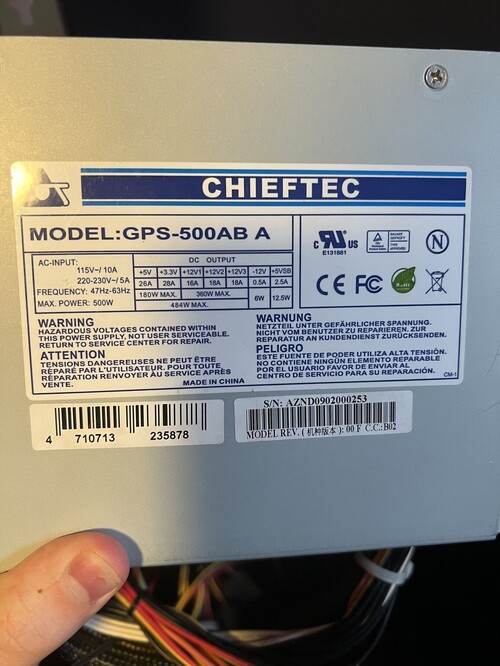 CHIEFTEC
MODEL:GPS-500AB A
AC-INPUT:
115V~/ 10A
220-230V~/ 5A
FREQUENCY: 47Hz-63Hz
MAX. POWER: 500W
DC OUTPUT
+5V +3.3V +12V1 +12V2 +12V3 -12V +5VSB
26A 28A 16A 18A 18A 0.5A 2.5A
180W MAX. 360W MAX. 6W 12.5W
484W MAX.
C RU US
E131881
N
CE FC
RoHS
WARNING
HAZARDOUS VOLTAGES CONTAINED WITHIN
THIS POWER SUPPLY, NOT USER SERVICEABLE.
RETURN TO SERVICE CENTER FOR REPAIR.
ATTENTION
TENSIONS DANGEREUSES NE PEUT ÊTRE
RÉPARÉ PAR L'UTILISATEUR. POUR TOUTE
RÉPARATION RENVOYER AU SERVICE APRÈS
VENTE.
MADE IN CHINA
WARNUNG
NETZTEIL UNTER GEFÄHRLICHER SPANNUNG.
VOM BENUTZER NICHT ZU REPARIEREN. ZUR
REPARATUR AN KUNDENDIENST ZURÜCKSENDEN.
PELIGRO
ESTE FUENTE DE PODER UTILIZA ALTA TENSIÓN.
NO CONTIENE NINGÚN ELEMENTO REPARABLE
POR EL USUARIO FAVOR DE ENVIAR AL
CENTRO DE SERVICIO PARA SU REPARACIÓN.
CM-1
4 710713 235878
S/N: AZND0902000253
MODEL REV. (机种版本): 00 F C.C.:B02